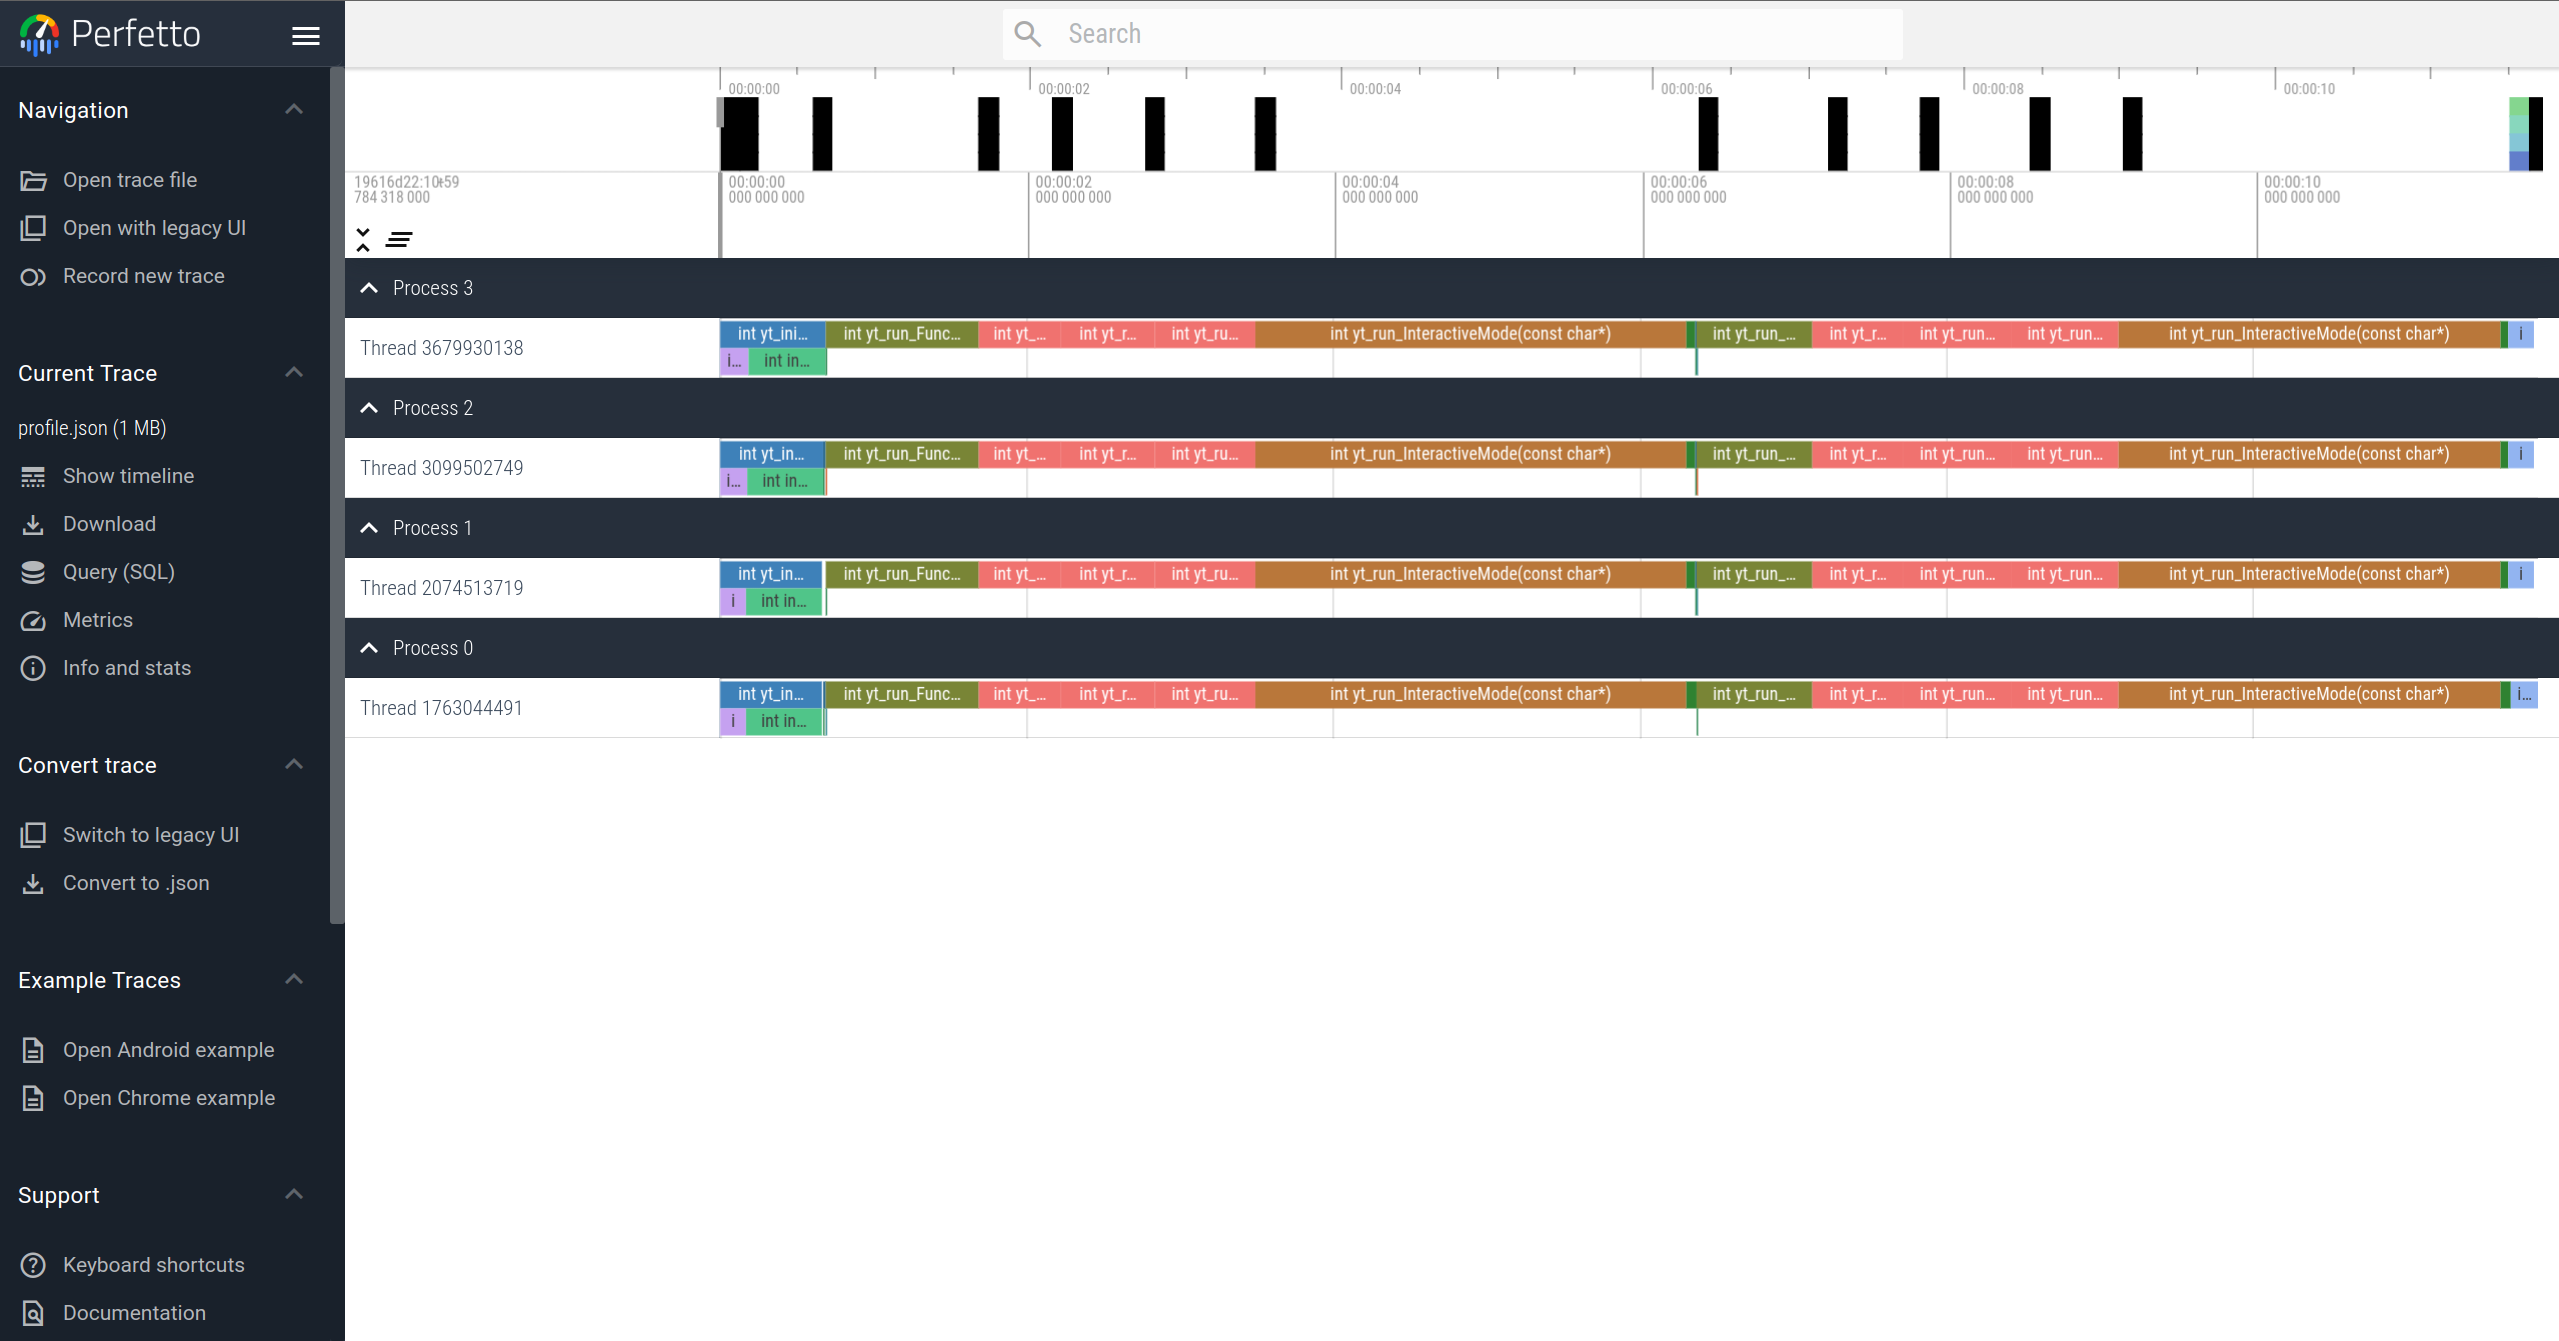 Perfetto
Search
Navigation
Open trace file
Open with legacy UI
Record new trace
Current Trace
profile.json (1 MB)
Show timeline
Download
Query (SQL)
Metrics
Info and stats
Convert trace
Switch to legacy UI
Convert to .json
Example Traces
Open Android example
Open Chrome example
Support
Keyboard shortcuts
Documentation
00:00:00 00:00:02 00:00:04 00:00:06 00:00:08 00:00:10
784 318 000
00:00:00 00:00:02 00:00:04 00:00:06 00:00:08 00:00:10
000 000 000 000 000 000 000 000 000 000 000 000 000 000 000 000 000 000
Process 3
Thread 3679930138
int yt_ini... int yt_run_Func... int yt_... int yt_r... int yt_ru... int yt_run_InteractiveMode(const char*) int yt_run_... int yt_r... int yt_run... int yt_run... int yt_run_InteractiveMode(const char*) i
i... int in...
Process 2
Thread 3099502749
int yt_in... int yt_run_Func... int yt_... int yt_r... int yt_ru... int yt_run_InteractiveMode(const char*) int yt_run_... int yt_r... int yt_run... int yt_run... int yt_run_InteractiveMode(const char*) i
i... int in...
Process 1
Thread 2074513719
int yt_in... int yt_run_Func... int yt_... int yt_r... int yt_ru... int yt_run_InteractiveMode(const char*) int yt_run_... int yt_r... int yt_run... int yt_run... int yt_run_InteractiveMode(const char*) i
i int in...
Process 0
Thread 1763044491
int yt_in... int yt_run_Func... int yt_... int yt_r... int yt_ru... int yt_run_InteractiveMode(const char*) int yt_run_... int yt_r... int yt_run... int yt_run... int yt_run_InteractiveMode(const char*) i...
i int in...